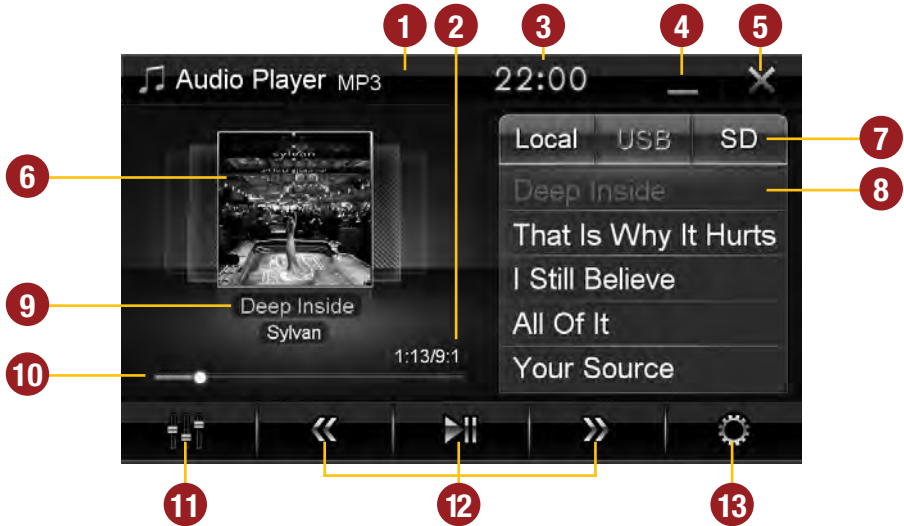 1 2 3 4 5
Audio Player MP3 22:00
Local USB SD 7
6
Deep Inside 8
sylvan
That Is Why It Hurts
I Still Believe
9 Deep Inside
Sylvan
All Of It
1:13/9:1
10
Your Source
11 12 13